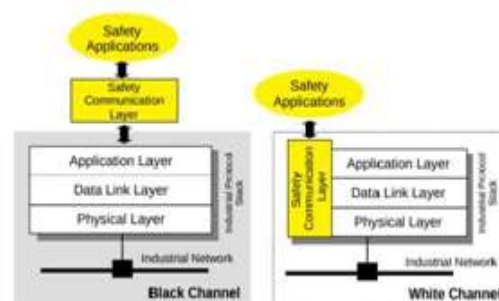 Safety
Applications
Safety
Communication
Layer
Application Layer
Data Link Layer
Physical Layer
Industrial Protocol
Stack
Industrial Network
Black Channel
Safety
Applications
Safety
Communication
Layer
Application Layer
Data Link Layer
Physical Layer
Industrial Protocol
Stack
Industrial Network
White Channel